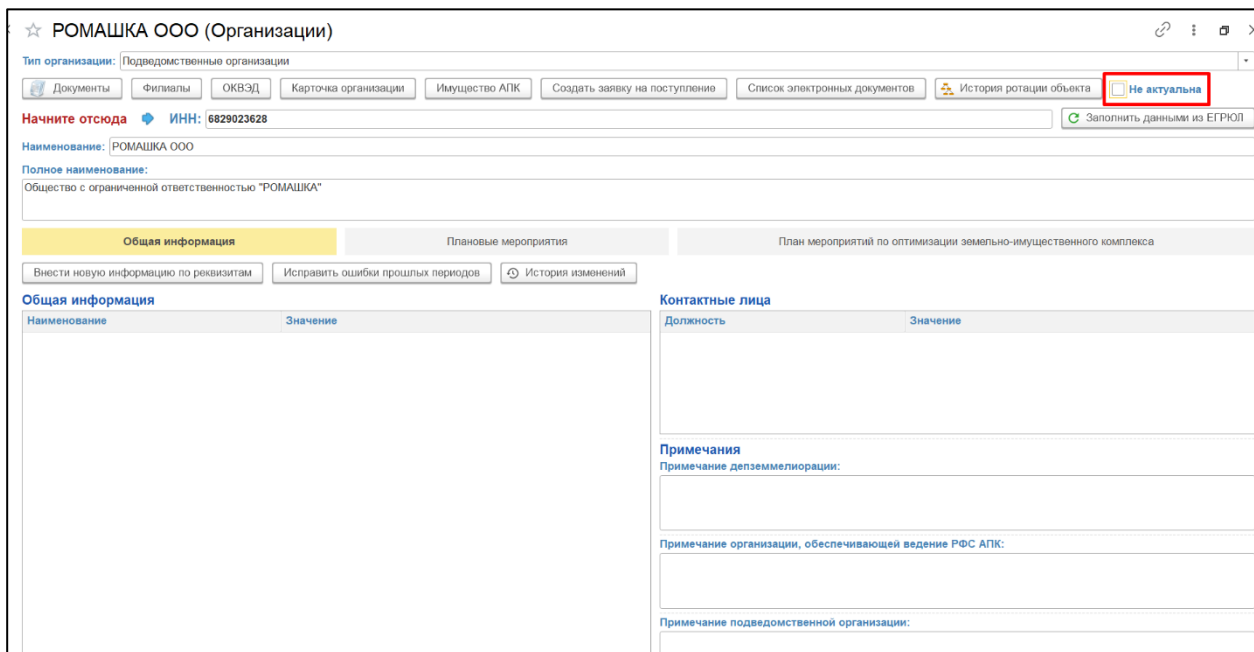 РОМАШКА ООО (Организации)
Тип организации: Подведомственные организации
Документы Филиалы ОКВЭД Карточка организации Имущество АПК Создать заявку на поступление Список электронных документов История ротации объекта Не актуальна
Начните отсюда ИНН: 6829023628 Заполнить данными из ЕГРЮЛ
Наименование: РОМАШКА ООО
Полное наименование:
Общество с ограниченной ответственностью "РОМАШКА"
Общая информация Плановые мероприятия План мероприятий по оптимизации земельно-имущественного комплекса
Внести новую информацию по реквизитам Исправить ошибки прошлых периодов История изменений
Общая информация Контактные лица
Наименование Значение Должность Значение
Примечания
Примечание депземмелиорации:
Примечание организации, обеспечивающей ведение РФС АПК:
Примечание подведомственной организации: